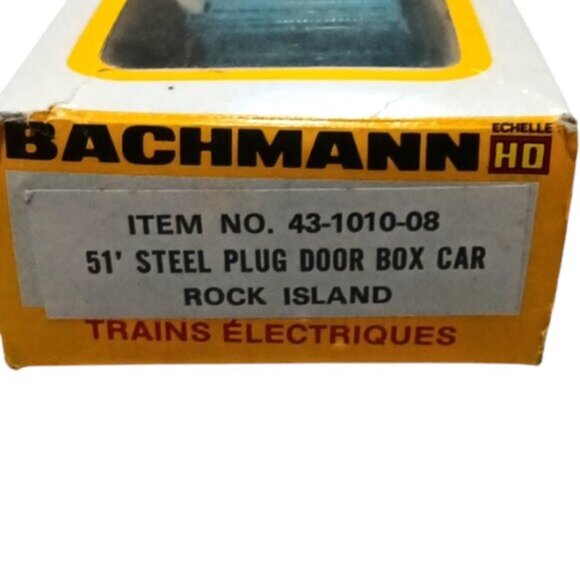 BACHMANN
ECHELLE
HO
ITEM NO. 43-1010-08
51' STEEL PLUG DOOR BOX CAR
ROCK ISLAND
TRAINS ÉLECTRIQUES